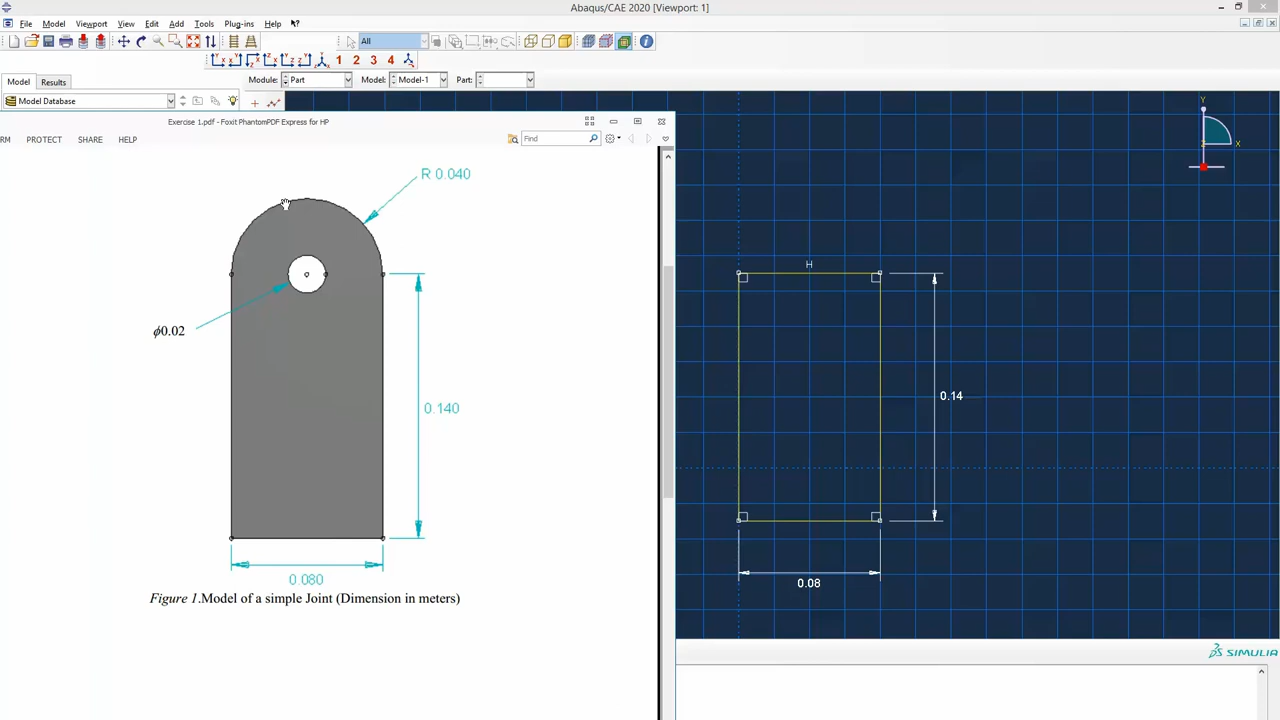 Abaqus/CAE 2020 [Viewport: 1]
File Model Viewport View Edit Add Tools Plug-ins Help
All
1 2 3 4
Model Results Module: Part Model: Model-1 Part:
Model Database
Exercise 1.pdf - Foxit PhantomPDF Express for HP
RM PROTECT SHARE HELP Find
R 0.040
ϕ0.02
0.140
0.080
Figure 1.Model of a simple Joint (Dimension in meters)
Y
X
H
0.14
0.08
SIMULIA